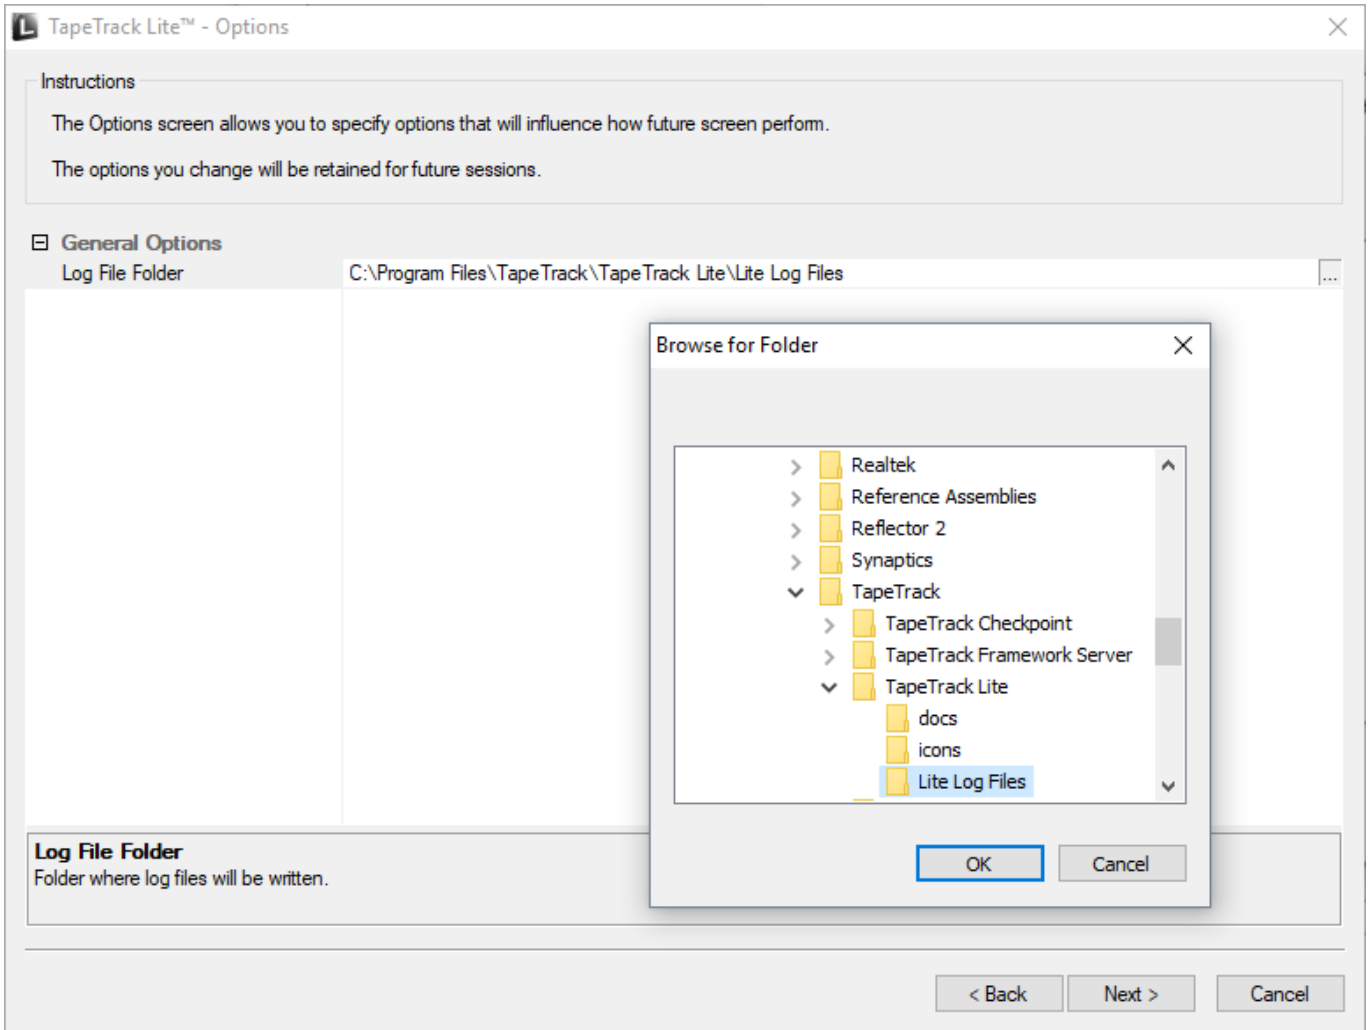 TapeTrack Lite™ - Options
Instructions
The Options screen allows you to specify options that will influence how future screen perform.
The options you change will be retained for future sessions.
General Options
Log File Folder C:\Program Files\TapeTrack\TapeTrack Lite\Lite Log Files ...
Browse for Folder
Realtek
Reference Assemblies
Reflector 2
Synaptics
TapeTrack
TapeTrack Checkpoint
TapeTrack Framework Server
TapeTrack Lite
docs
icons
Lite Log Files
OK Cancel
Log File Folder
Folder where log files will be written.
< Back Next > Cancel